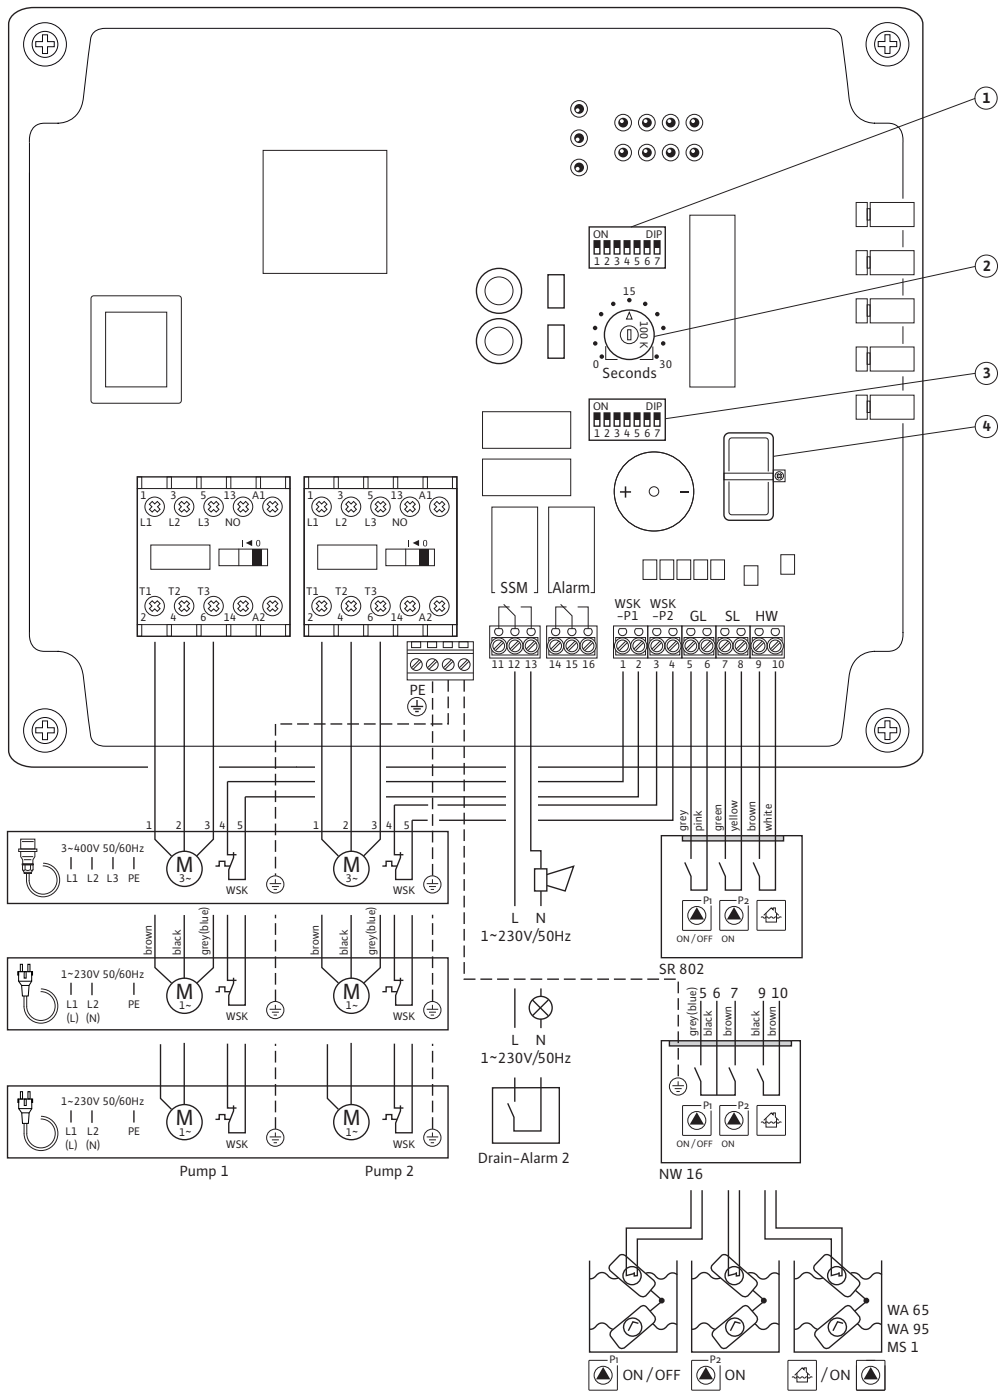 1
ON DIP
1 2 3 4 5 6 7
2
15
100 K
0 30
Seconds
3
ON DIP
1 2 3 4 5 6 7
4
+ -
1 3 5 13 A1
L1 L2 L3 NO
I ◄ 0
T1 T2 T3
2 4 6 14 A2
1 3 5 13 A1
L1 L2 L3 NO
I ◄ 0
T1 T2 T3
2 4 6 14 A2
SSM Alarm
11 12 13 14 15 16
WSK WSK
-P1 -P2 GL SL HW
1 2 3 4 5 6 7 8 9 10
PE
1 2 3 4 5 1 2 3 4 5
grey pink green yellow brown white
3~400V 50/60Hz
L1 L2 L3 PE
M
3~
WSK
M
3~
WSK
L N
1~230V/50Hz
P1 P2
ON/OFF ON
SR 802
brown black grey(blue) brown black grey(blue)
1~230V 50/60Hz
L1 L2 PE
(L) (N)
M
1~
WSK
M
1~
WSK
L N
1~230V/50Hz
5 6 7 9 10
grey(blue) black brown black brown
P1 P2
ON/OFF ON
NW 16
1~230V 50/60Hz
L1 L2 PE
(L) (N)
M
1~
WSK
M
1~
WSK
Drain-Alarm 2
Pump 1 Pump 2
WA 65
WA 95
MS 1
P1 ON/OFF P2 ON /ON